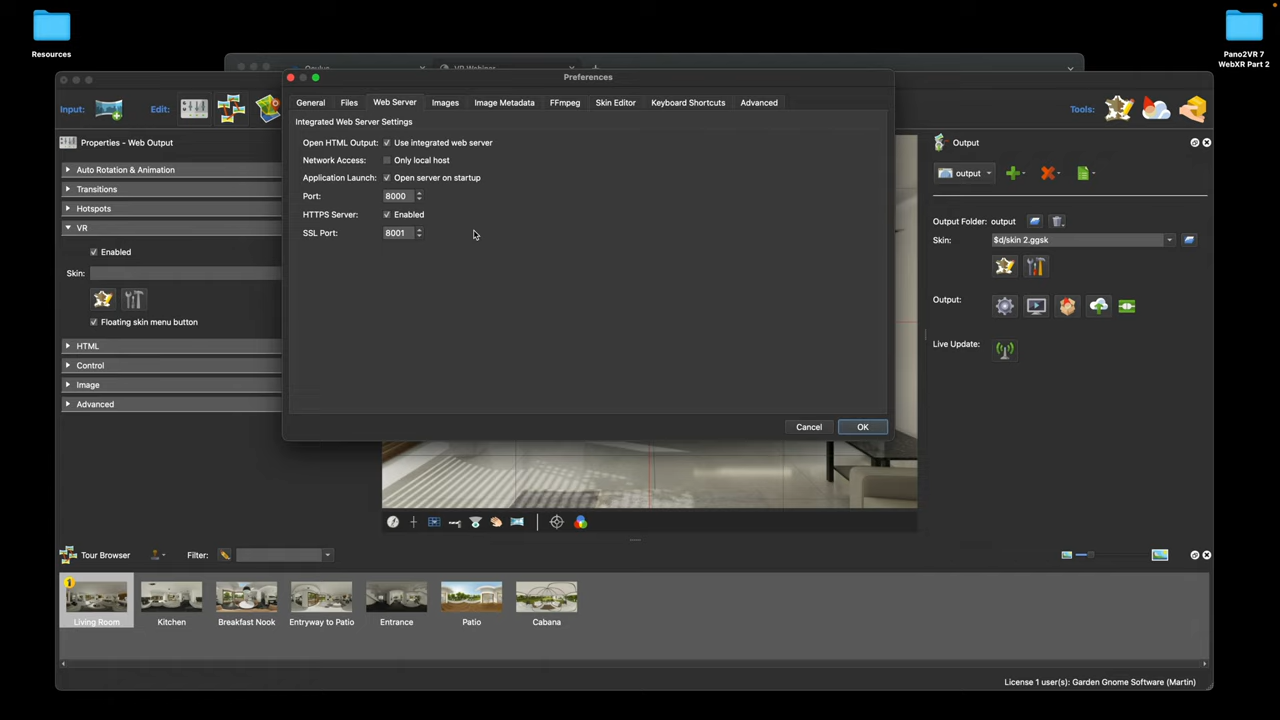 Resources
Pano2VR 7
WebXR Part 2
Oculus
VR Webinar
Preferences
Input:
Edit:
Tools:
General
Files
Web Server
Images
Image Metadata
FFmpeg
Skin Editor
Keyboard Shortcuts
Advanced
Integrated Web Server Settings
Open HTML Output: Use integrated web server
Network Access: Only local host
Application Launch: Open server on startup
Port: 8000
HTTPS Server: Enabled
SSL Port: 8001
Cancel
OK
Properties - Web Output
Auto Rotation & Animation
Transitions
Hotspots
VR
Enabled
Skin:
Floating skin menu button
HTML
Control
Image
Advanced
Output
output
Output Folder: output
Skin: $d/skin 2.ggsk
Output:
Live Update:
Tour Browser
Filter:
1
Living Room
Kitchen
Breakfast Nook
Entryway to Patio
Entrance
Patio
Cabana
License 1 user(s): Garden Gnome Software (Martin)